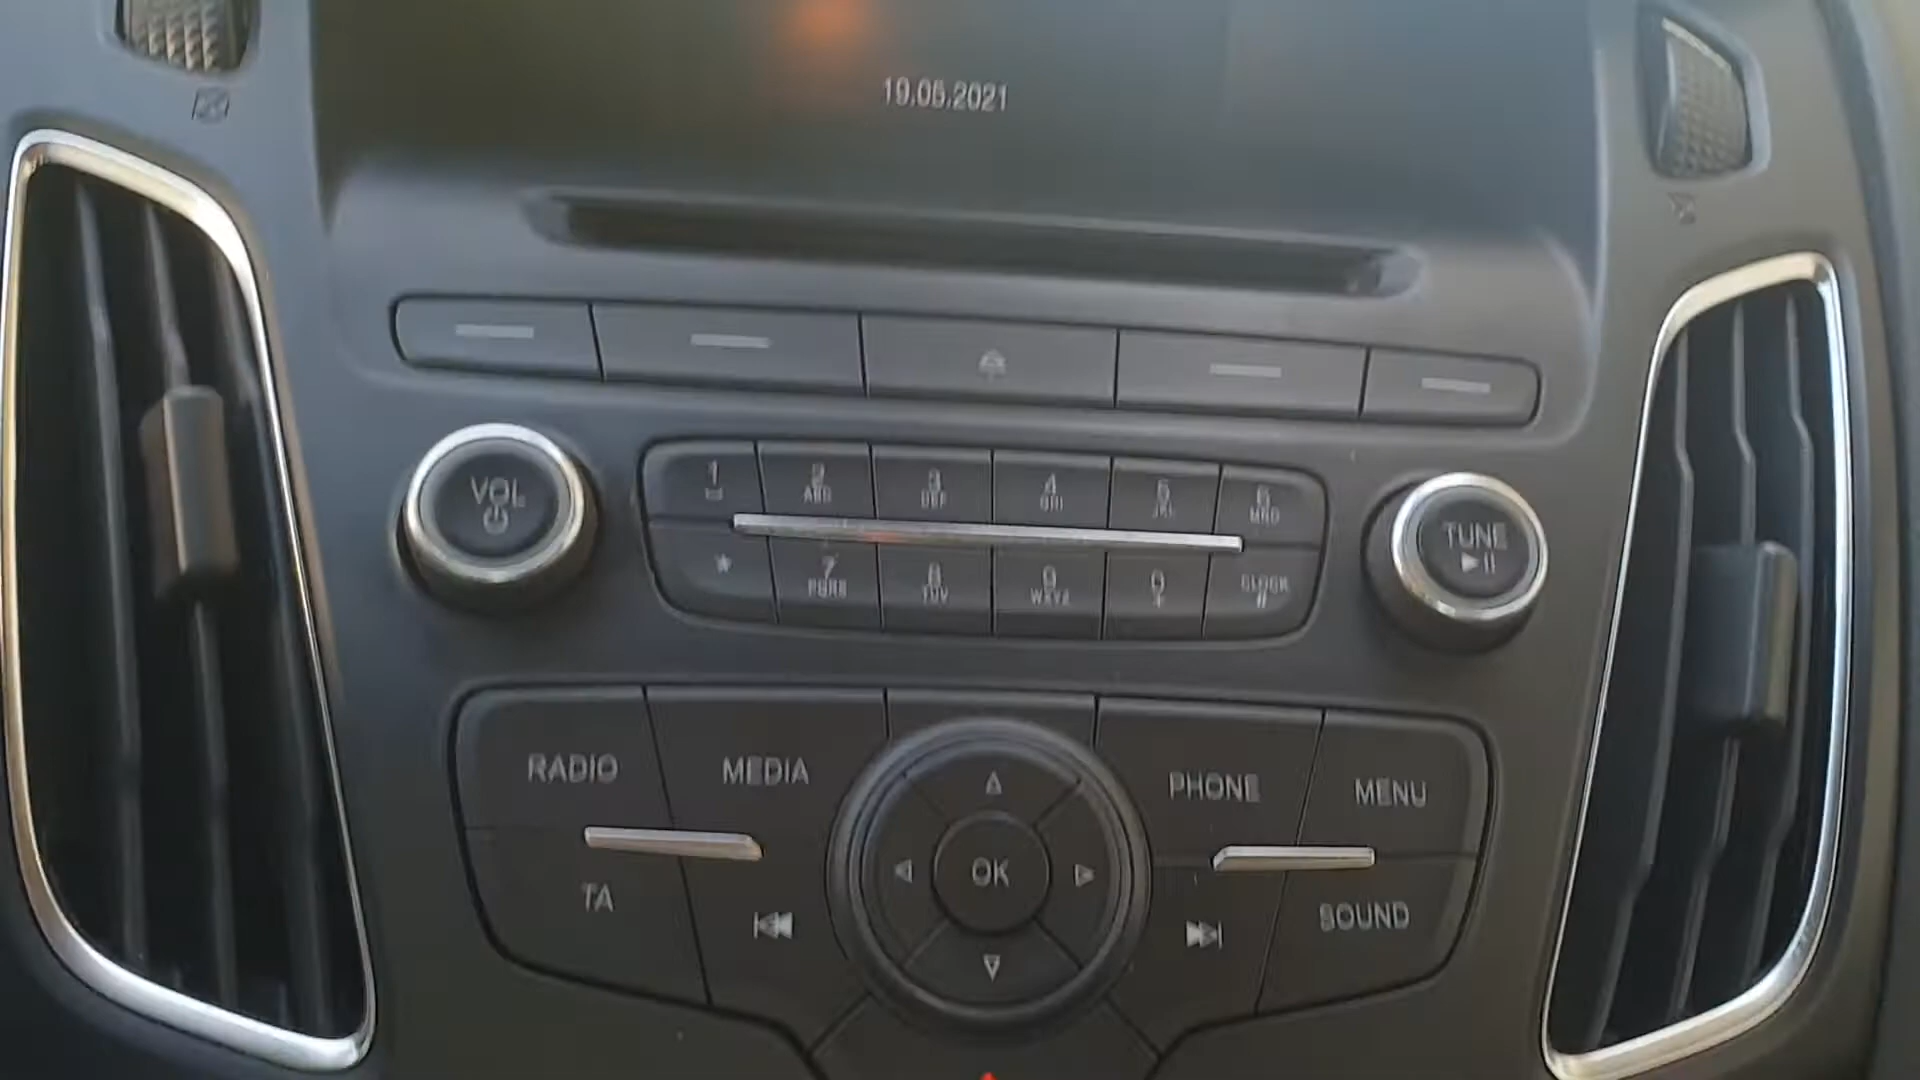 19.05.2021
VOL
1 2 3 4 5 6
ABC DEF GHI JKL MNO
TUNE
* 7 8 9 0 CLOCK
PQRS TUV WXYZ + #
RADIO MEDIA PHONE MENU
OK
TA SOUND